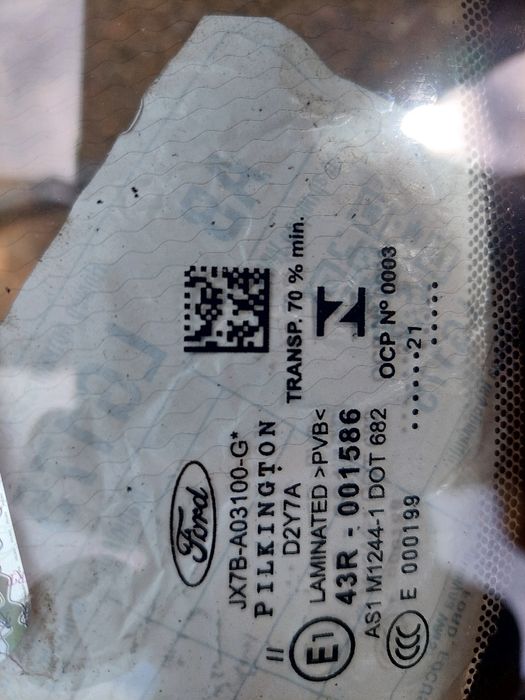 Ford
JX7B-A03100-G*
PILKINGTON
D2Y7A
TRANSP. 70 % min.
II
LAMINATED >PVB<
E1
43R - 001586
AS1 M1244-1 DOT 682
OCP Nº 0003
CCC E 000199
.......21 .....